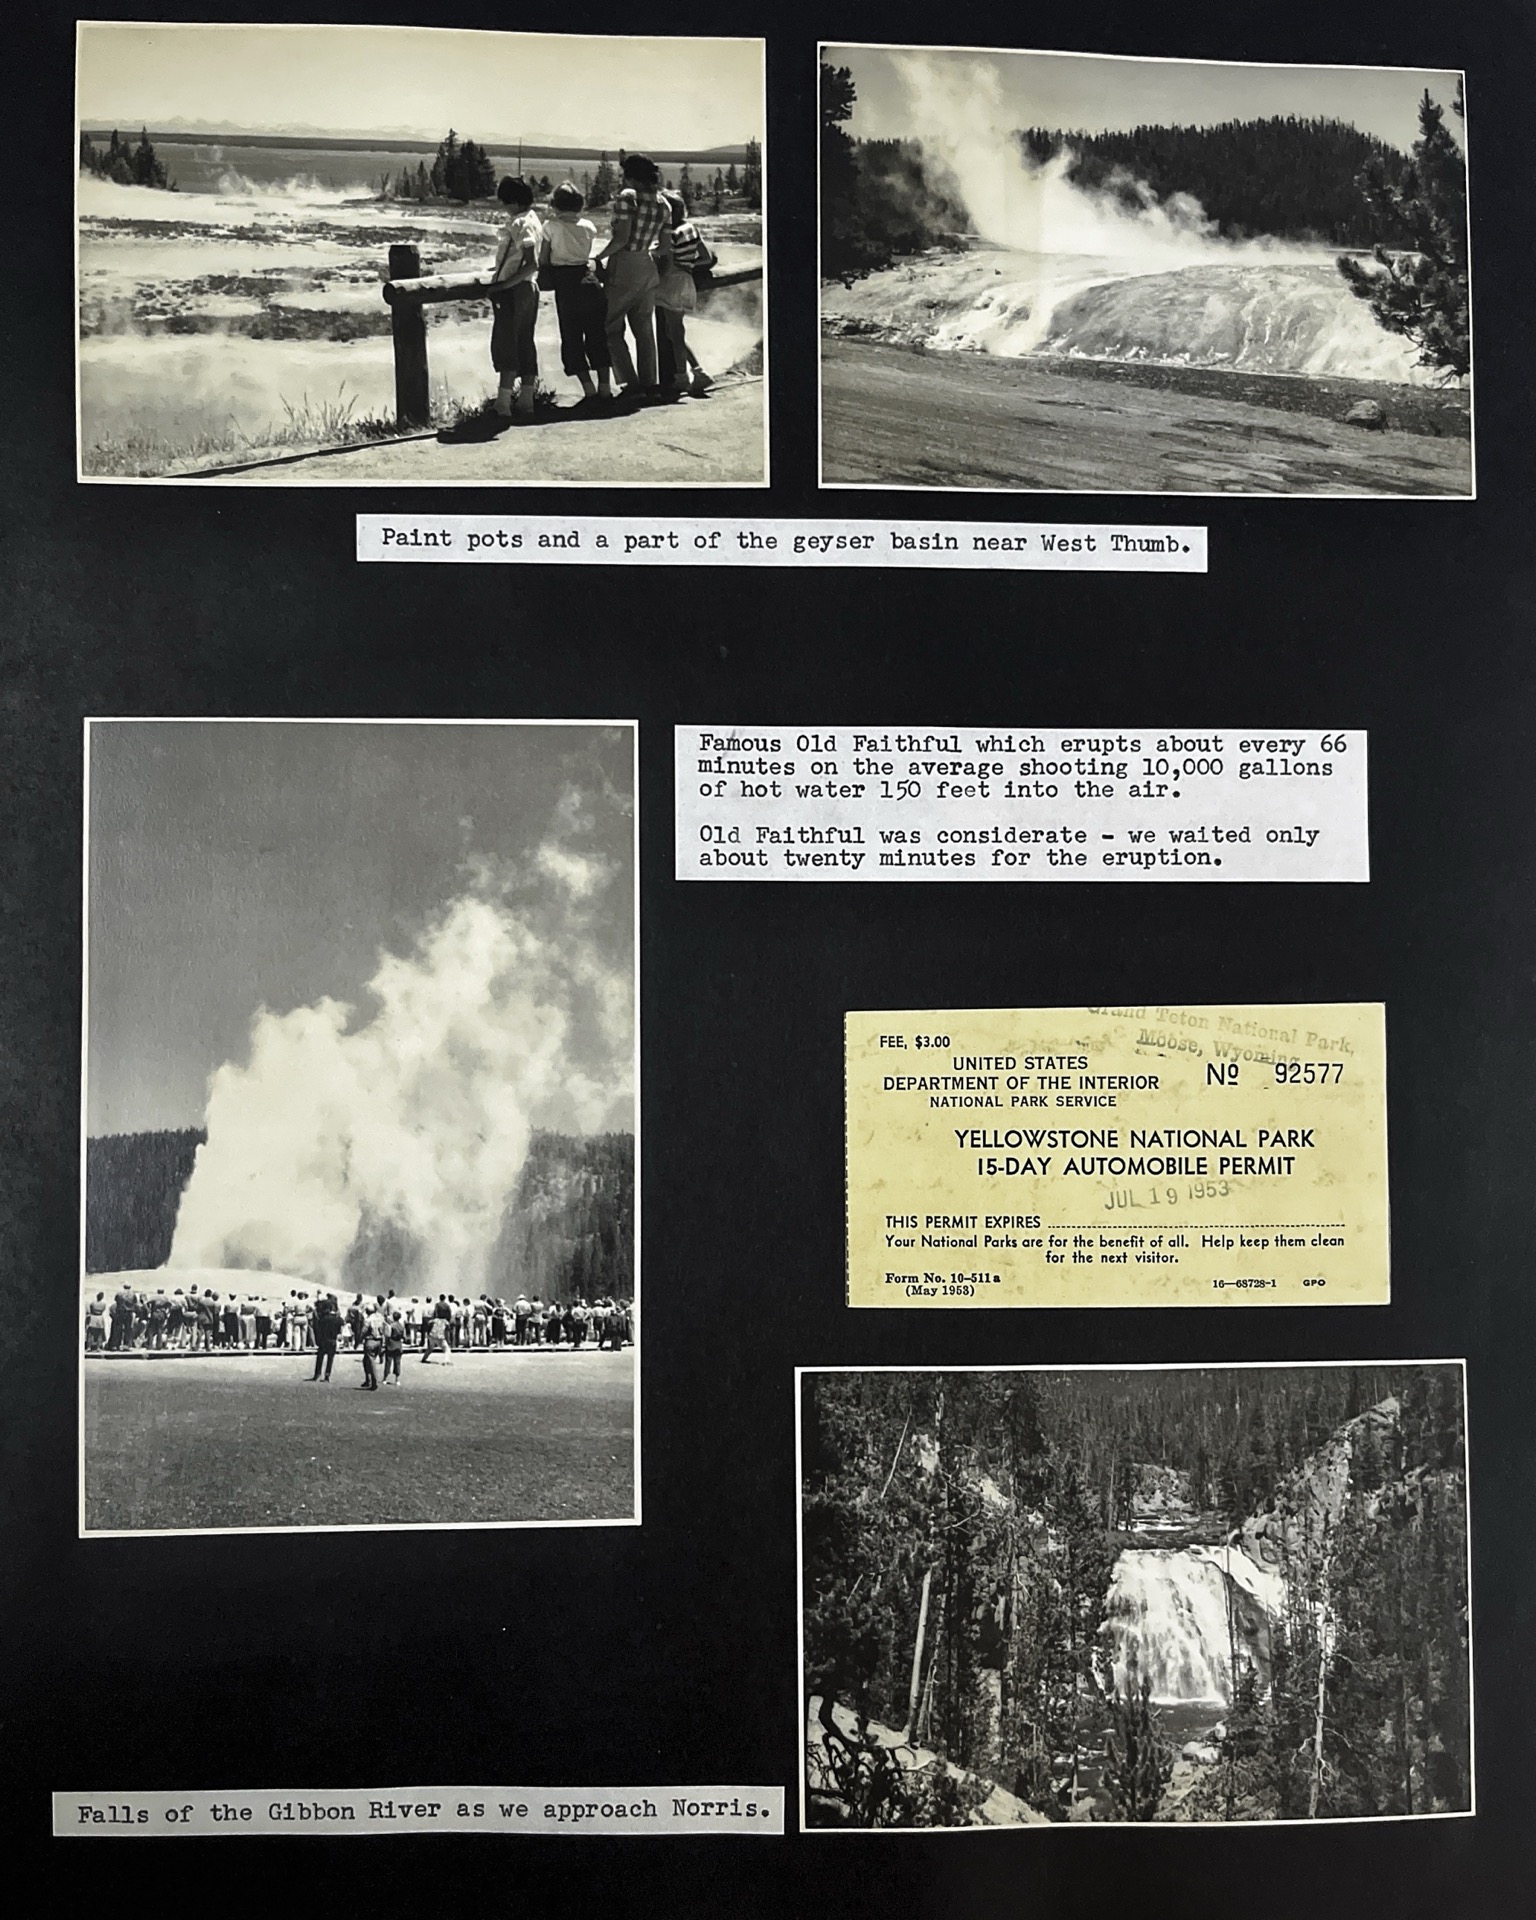 Paint pots and a part of the geyser basin near West Thumb.
Famous Old Faithful which erupts about every 66
minutes on the average shooting 10,000 gallons
of hot water 150 feet into the air.
Old Faithful was considerate - we waited only
about twenty minutes for the eruption.
Grand Teton National Park,
Moose, Wyoming
FEE, $3.00
UNITED STATES
DEPARTMENT OF THE INTERIOR
NATIONAL PARK SERVICE
Nº 92577
YELLOWSTONE NATIONAL PARK
15-DAY AUTOMOBILE PERMIT
JUL 19 1953
THIS PERMIT EXPIRES
Your National Parks are for the benefit of all. Help keep them clean
for the next visitor.
Form No. 10-511a
(May 1953)
16—68728-1 GPO
Falls of the Gibbon River as we approach Norris.